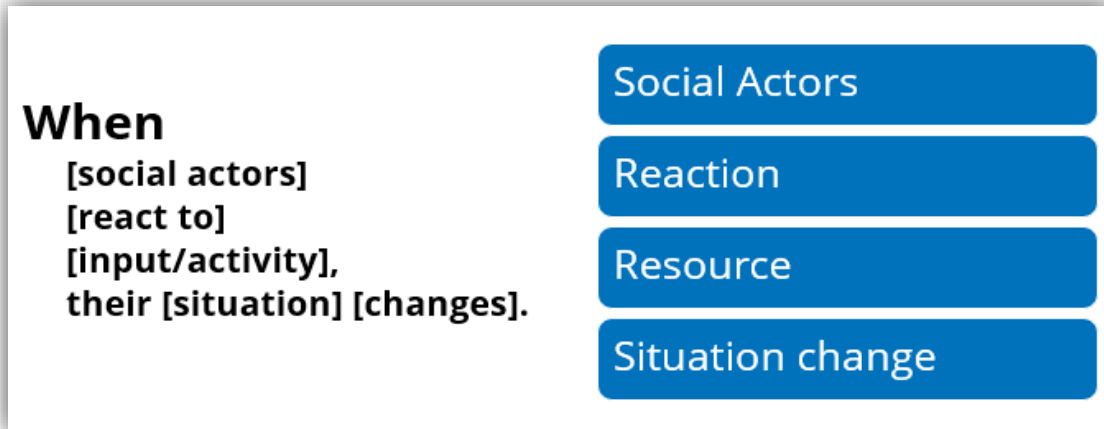 When
[social actors]
[react to]
[input/activity],
their [situation] [changes].
Social Actors
Reaction
Resource
Situation change